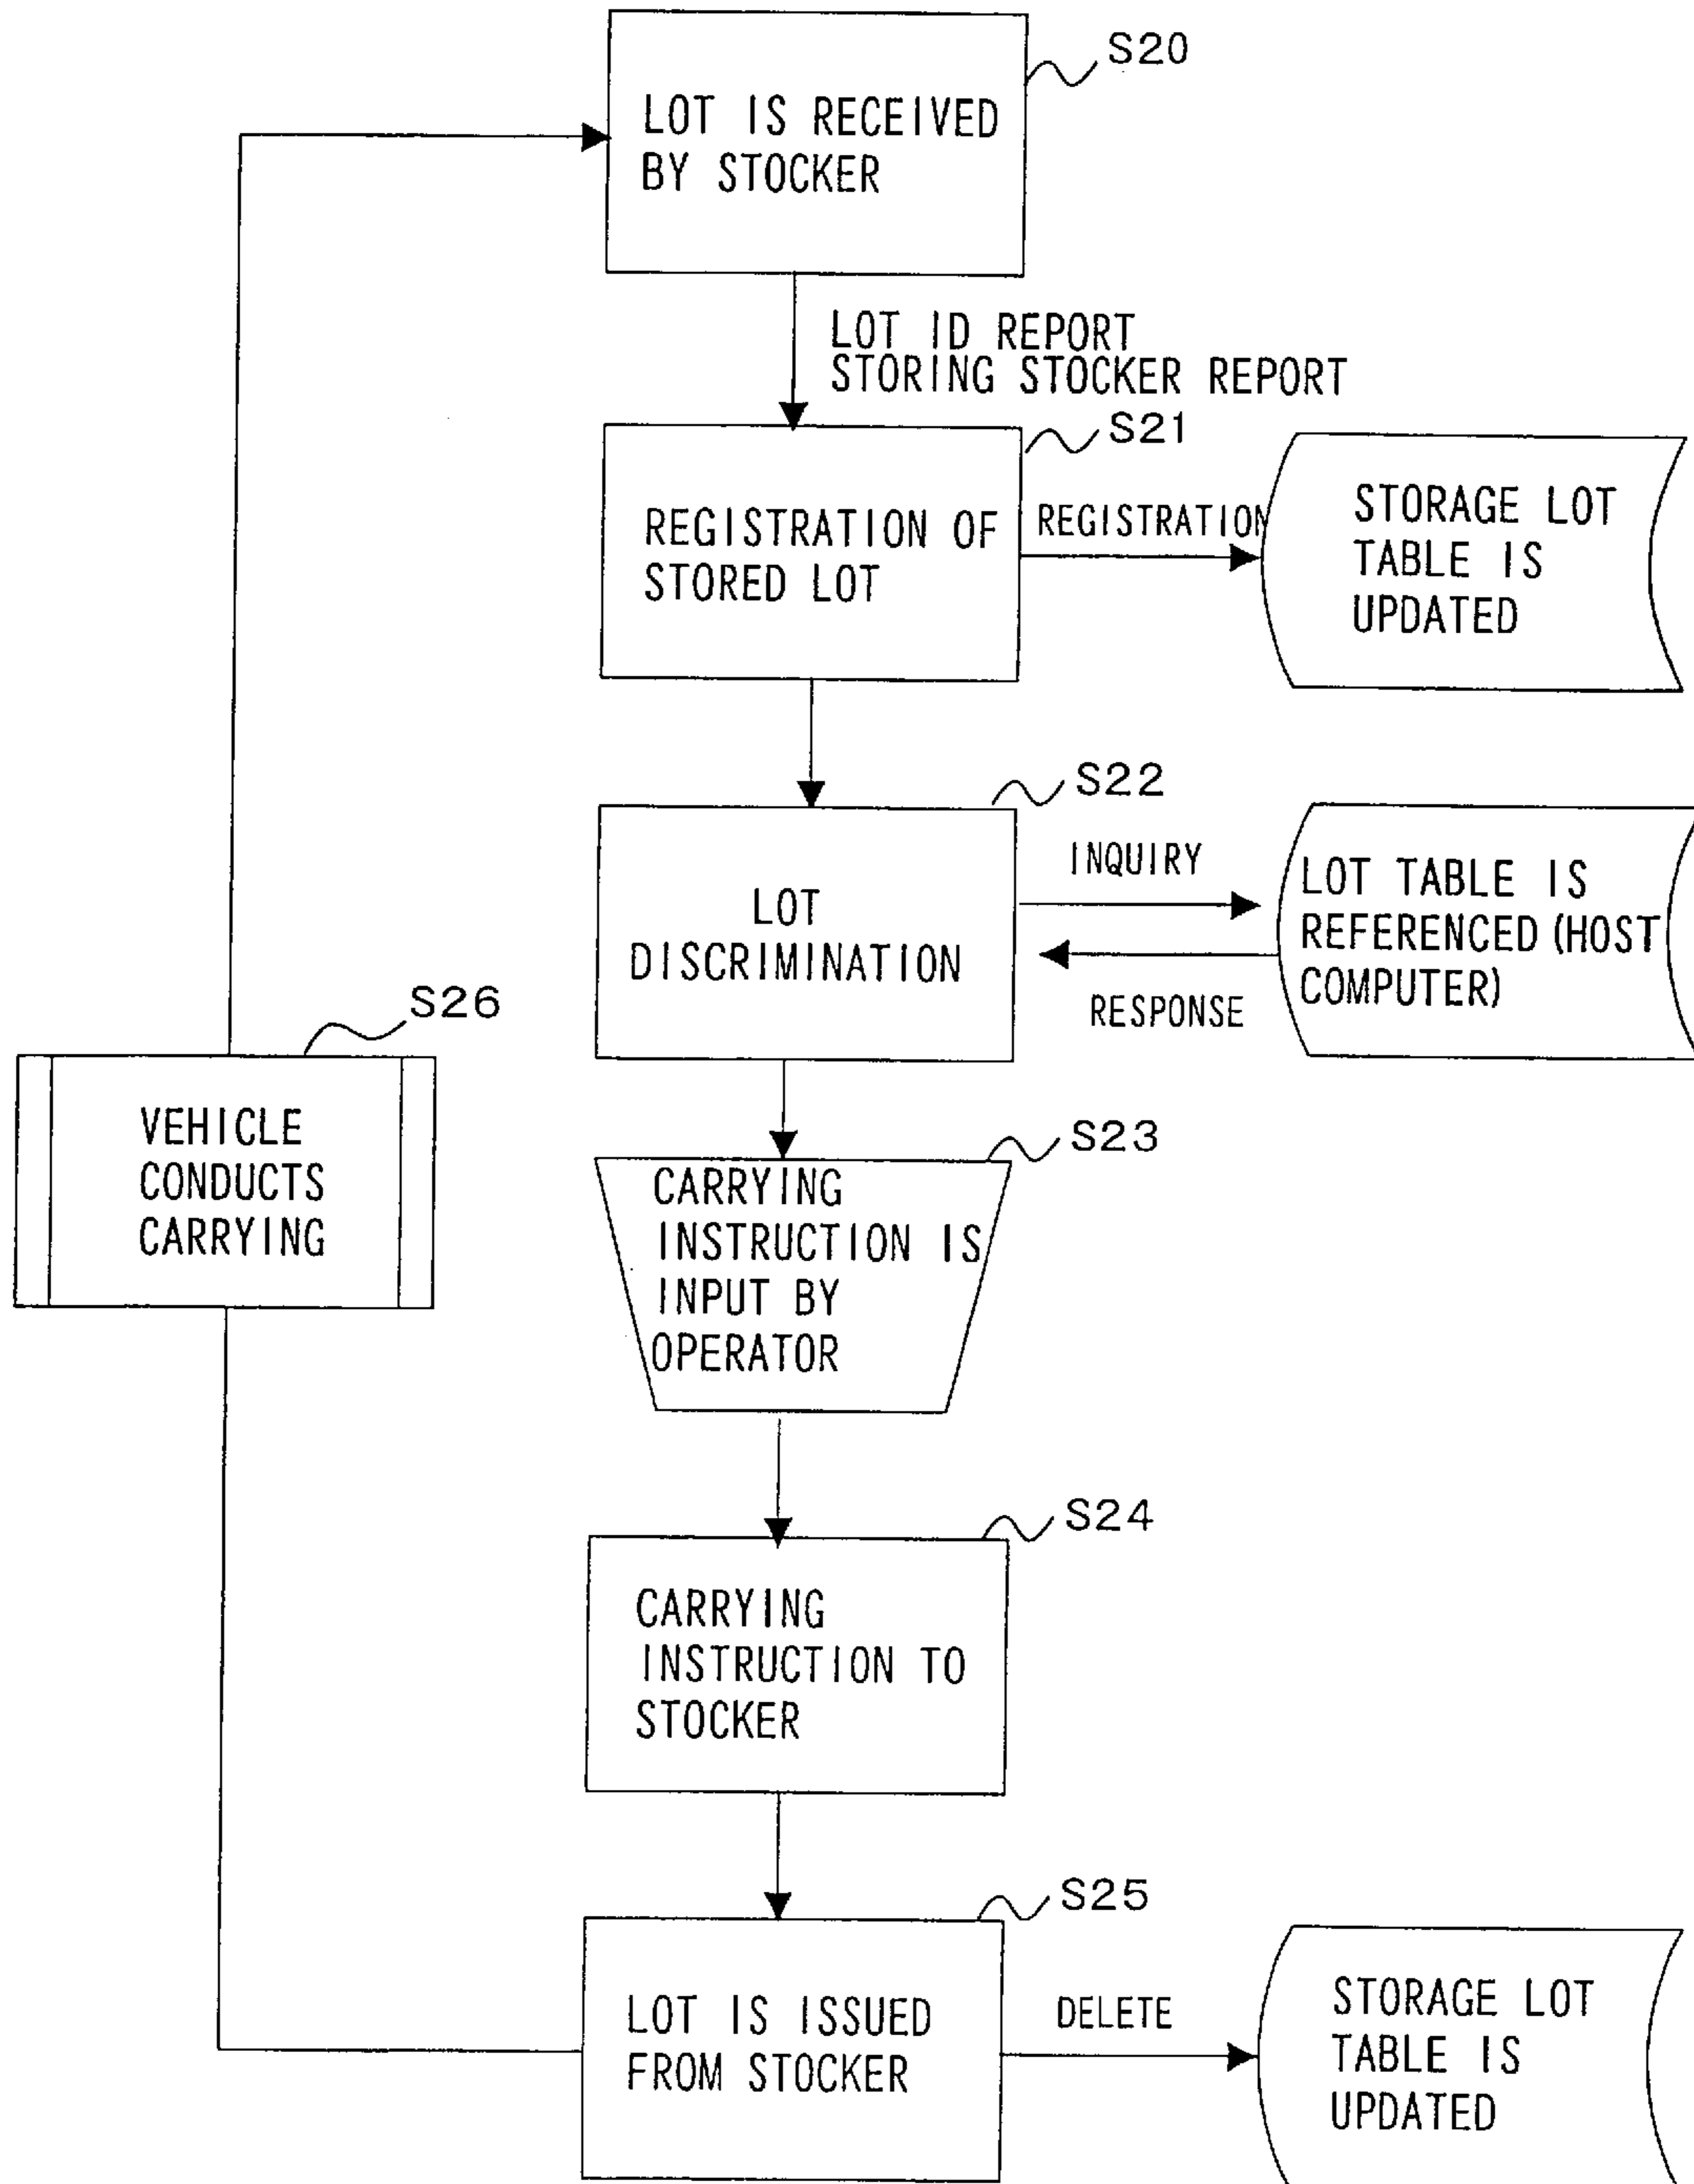 S20
LOT IS RECEIVED
BY STOCKER
LOT ID REPORT
STORING STOCKER REPORT
S21
REGISTRATION OF
STORED LOT
REGISTRATION
STORAGE LOT
TABLE IS
UPDATED
S22
LOT
DISCRIMINATION
INQUIRY
RESPONSE
LOT TABLE IS
REFERENCED (HOST
COMPUTER)
S26
VEHICLE
CONDUCTS
CARRYING
S23
CARRYING
INSTRUCTION IS
INPUT BY
OPERATOR
S24
CARRYING
INSTRUCTION TO
STOCKER
S25
LOT IS ISSUED
FROM STOCKER
DELETE
STORAGE LOT
TABLE IS
UPDATED